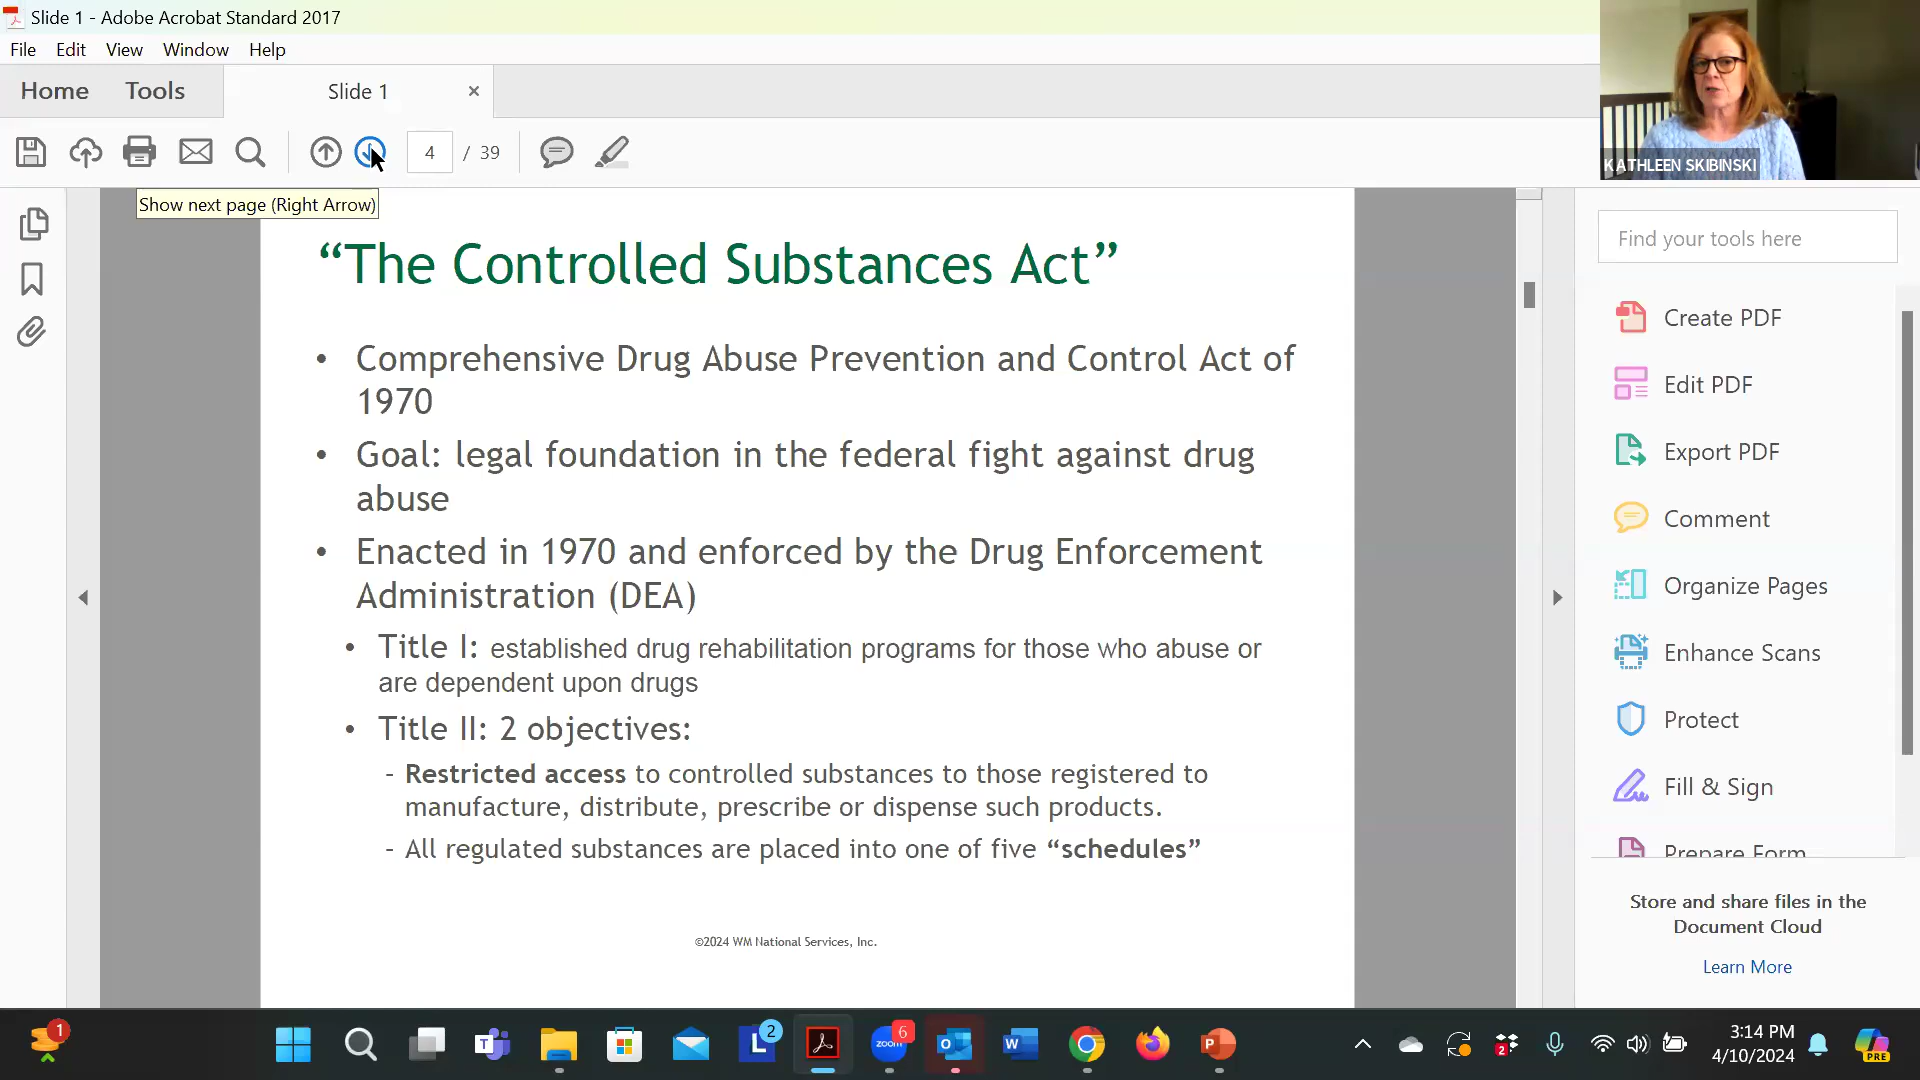 Slide 1 - Adobe Acrobat Standard 2017
File Edit View Window Help
Home Tools Slide 1 ×
4 / 39
Show next page (Right Arrow)
KATHLEEN SKIBINSKI
“The Controlled Substances Act”
• Comprehensive Drug Abuse Prevention and Control Act of
1970
• Goal: legal foundation in the federal fight against drug
abuse
• Enacted in 1970 and enforced by the Drug Enforcement
Administration (DEA)
• Title I: established drug rehabilitation programs for those who abuse or
are dependent upon drugs
• Title II: 2 objectives:
- Restricted access to controlled substances to those registered to
manufacture, distribute, prescribe or dispense such products.
- All regulated substances are placed into one of five “schedules”
©2024 WM National Services, Inc.
Find your tools here
Create PDF
Edit PDF
Export PDF
Comment
Organize Pages
Enhance Scans
Protect
Fill & Sign
Prepare Form
Store and share files in the
Document Cloud
Learn More
1
L 2
zoom 6
O
W
P
2
3:14 PM
4/10/2024
PRE